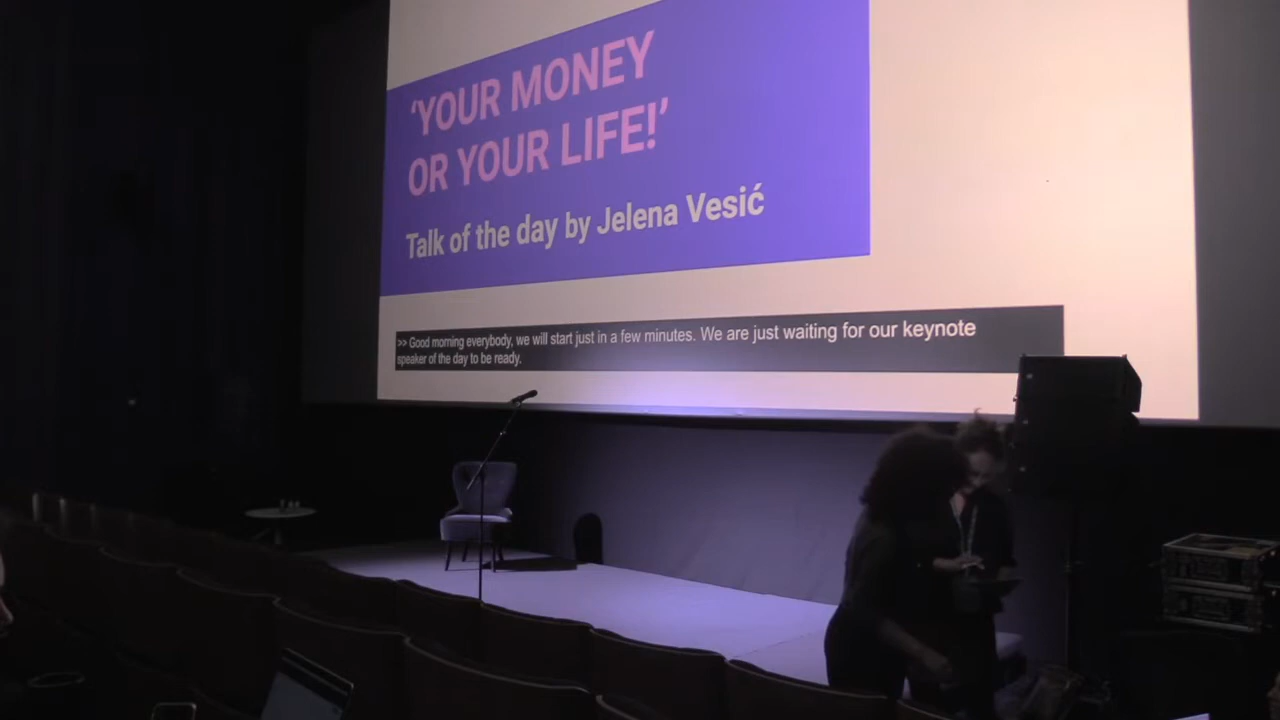 ‘YOUR MONEY
OR YOUR LIFE!’
Talk of the day by Jelena Vesić
>> Good morning everybody, we will start just in a few minutes. We are just waiting for our keynote
speaker of the day to be ready.